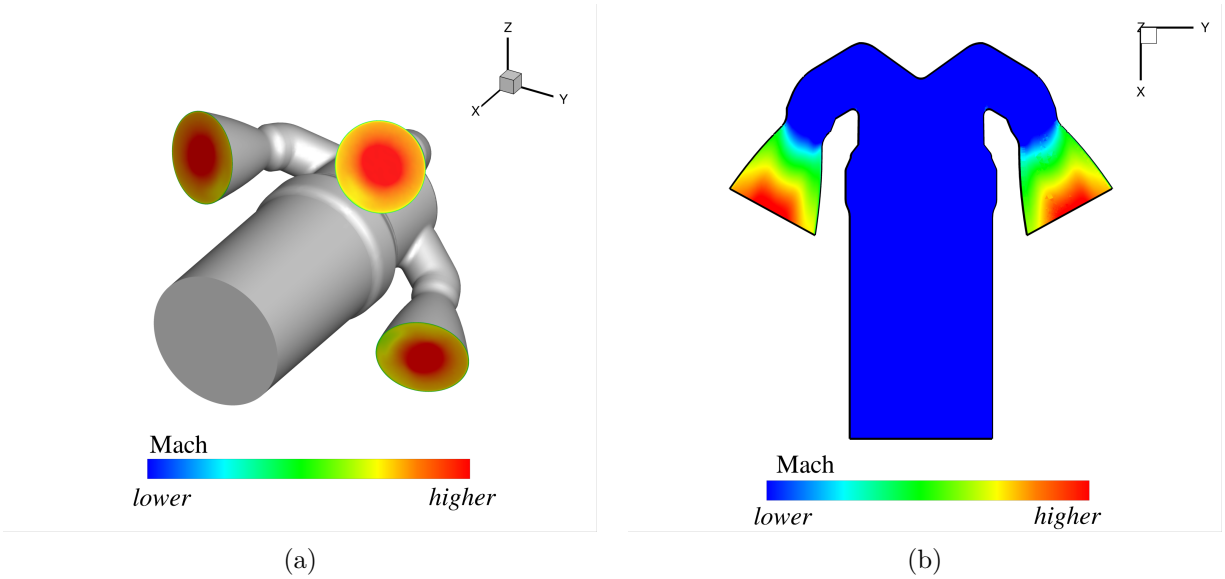 Z
X
Y
Mach
lower
higher
(a)
Z
Y
X
Mach
lower
higher
(b)